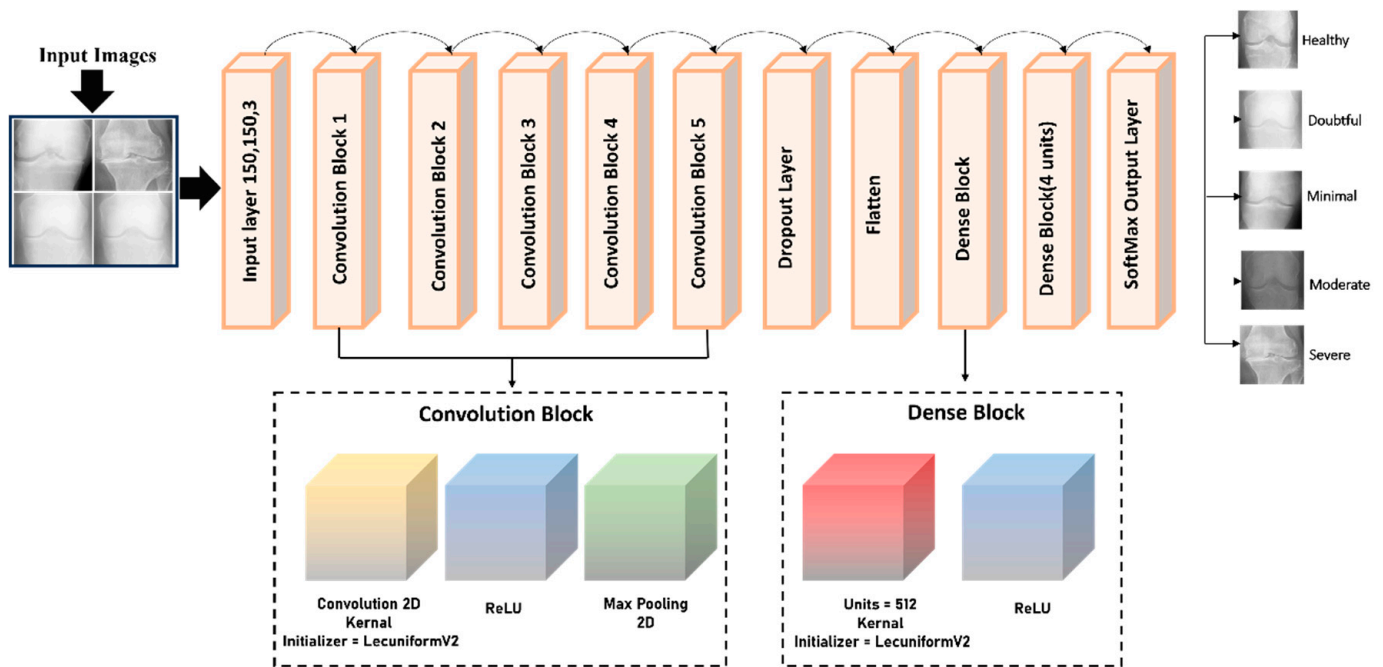 Input Images
Input layer 150,150,3
Convolution Block 1
Convolution Block 2
Convolution Block 3
Convolution Block 4
Convolution Block 5
Dropout Layer
Flatten
Dense Block
Dense Block(4 units)
SoftMax Output Layer
Healthy
Doubtful
Minimal
Moderate
Severe
Convolution Block
Convolution 2D
Kernal
Initializer = LecuniformV2
ReLU
Max Pooling
2D
Dense Block
Units = 512
Kernal
Initializer = LecuniformV2
ReLU